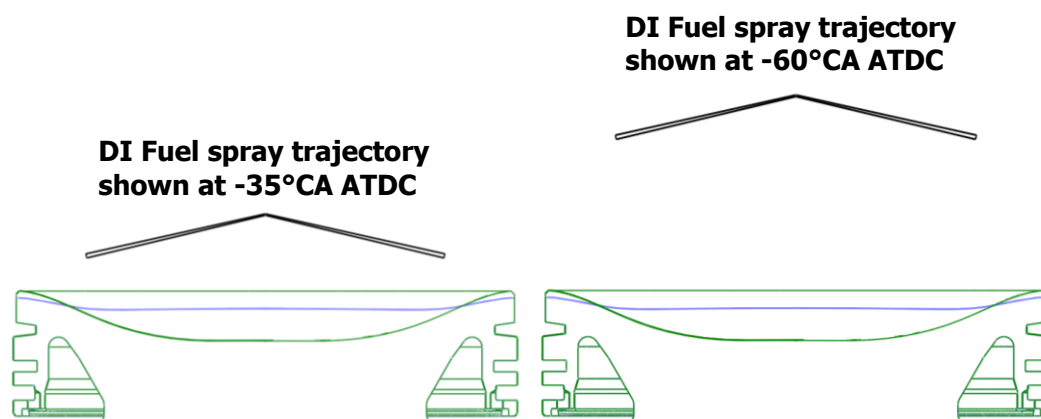 DI Fuel spray trajectory
shown at -60°CA ATDC
DI Fuel spray trajectory
shown at -35°CA ATDC